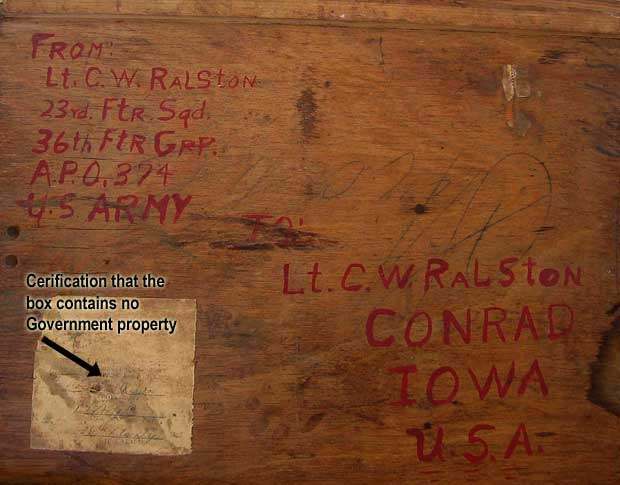 FROM:
Lt. C. W. RALSTON
23rd. FtR. Sqd.
36th FtR GRP.
A.P.O. 374
U.S ARMY
TO:
Lt. C. W. RALSTON
CONRAD
IOWA
U.S.A.
Cerification that the
box contains no
Government property